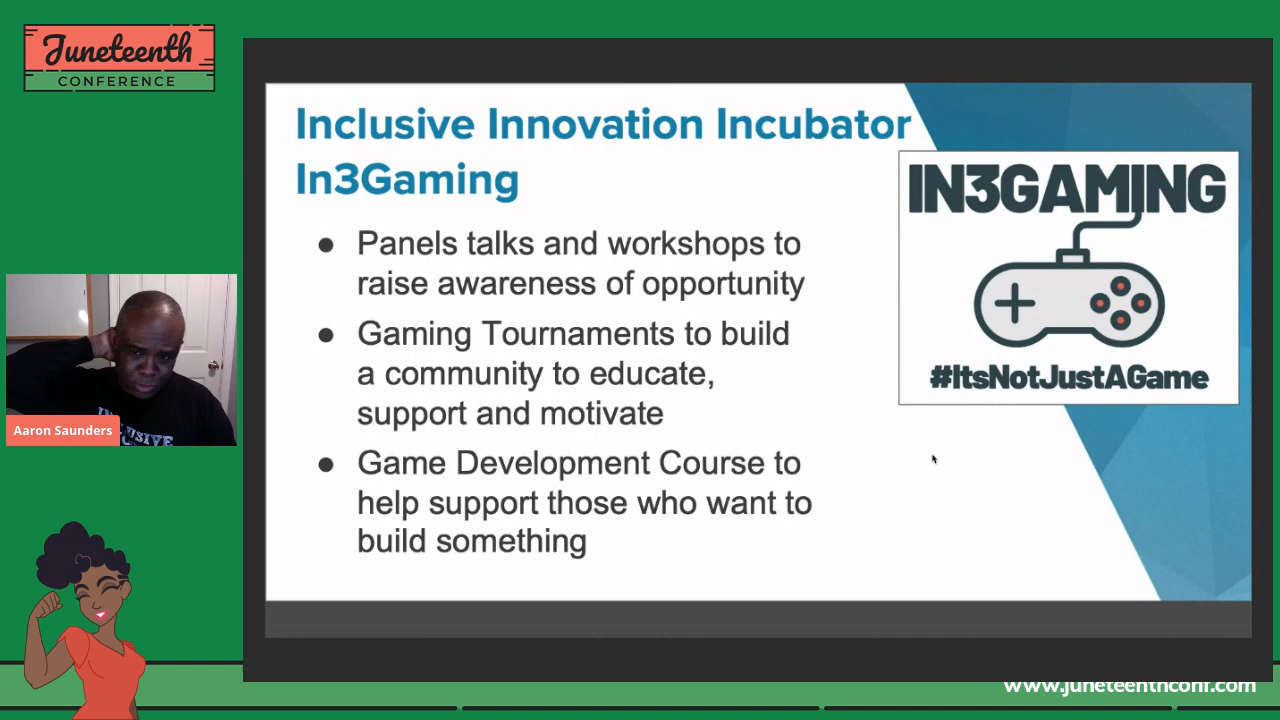 Juneteenth
CONFERENCE
Inclusive Innovation Incubator
In3Gaming
● Panels talks and workshops to
raise awareness of opportunity
● Gaming Tournaments to build
a community to educate,
support and motivate
● Game Development Course to
help support those who want to
build something
IN3GAMING
#ItsNotJustAGame
Aaron Saunders
www.juneteenthconf.com